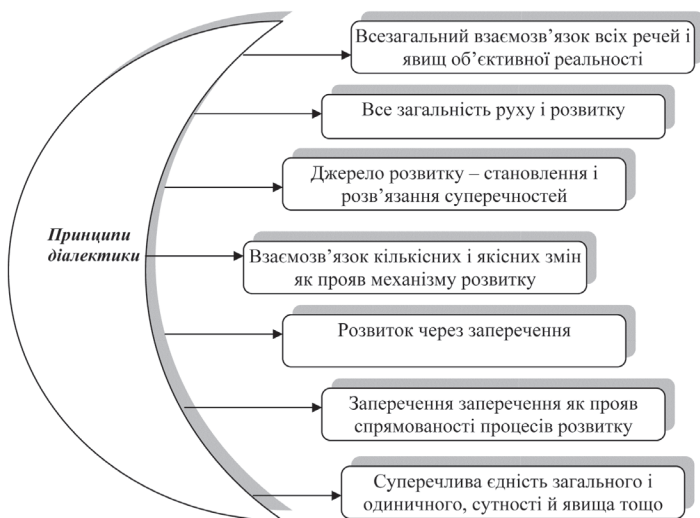 Всезагальний взаємозв’язок всіх речей і
явищ об’єктивної реальності
Все загальність руху і розвитку
Джерело розвитку – становлення і
розв’язання суперечностей
Принципи
діалектики
Взаємозв’язок кількісних і якісних змін
як прояв механізму розвитку
Розвиток через заперечення
Заперечення заперечення як прояв
спрямованості процесів розвитку
Суперечлива єдність загального і
одиничного, сутності й явища тощо